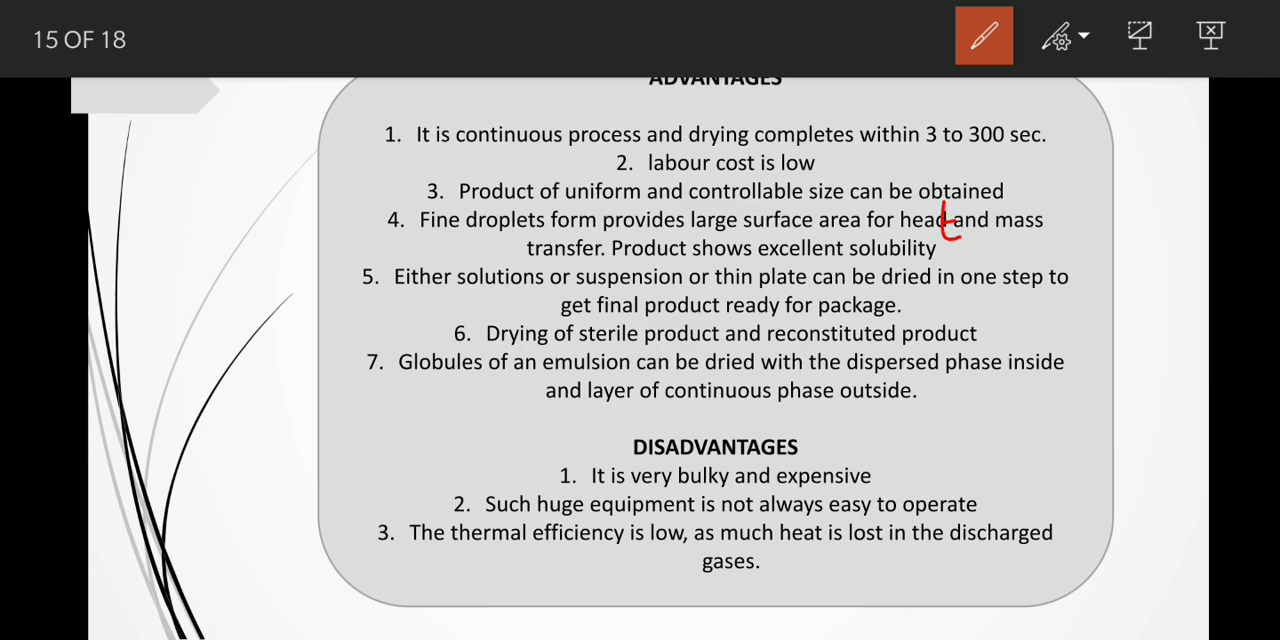 15 OF 18
ADVANTAGES
1. It is continuous process and drying completes within 3 to 300 sec.
2. labour cost is low
3. Product of uniform and controllable size can be obtained
4. Fine droplets form provides large surface area for head and mass
t
transfer. Product shows excellent solubility
5. Either solutions or suspension or thin plate can be dried in one step to
get final product ready for package.
6. Drying of sterile product and reconstituted product
7. Globules of an emulsion can be dried with the dispersed phase inside
and layer of continuous phase outside.
DISADVANTAGES
1. It is very bulky and expensive
2. Such huge equipment is not always easy to operate
3. The thermal efficiency is low, as much heat is lost in the discharged
gases.